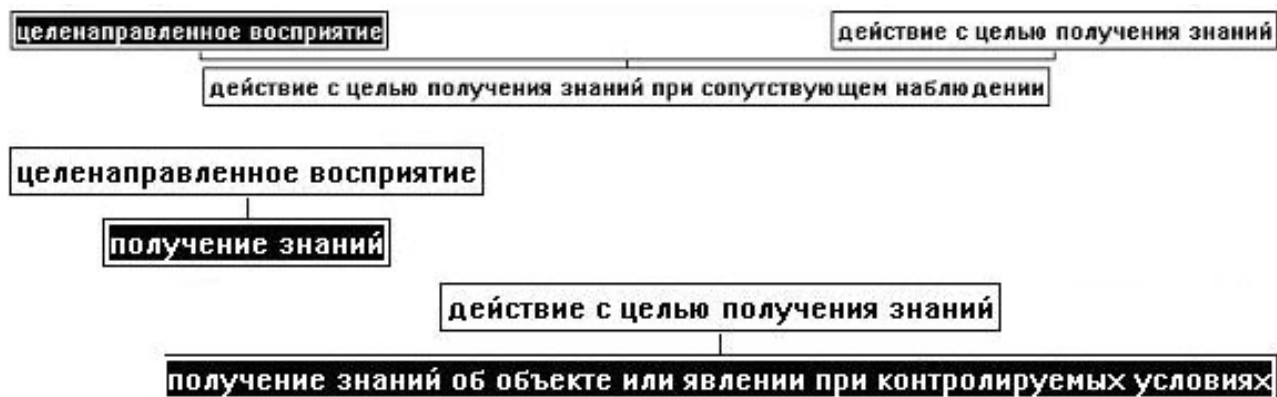 целенаправленное восприятие
действие с целью получения знаний
действие с целью получения знаний при сопутствующем наблюдении
целенаправленное восприятие
получение знаний
действие с целью получения знаний
получение знаний об объекте или явлении при контролируемых условиях